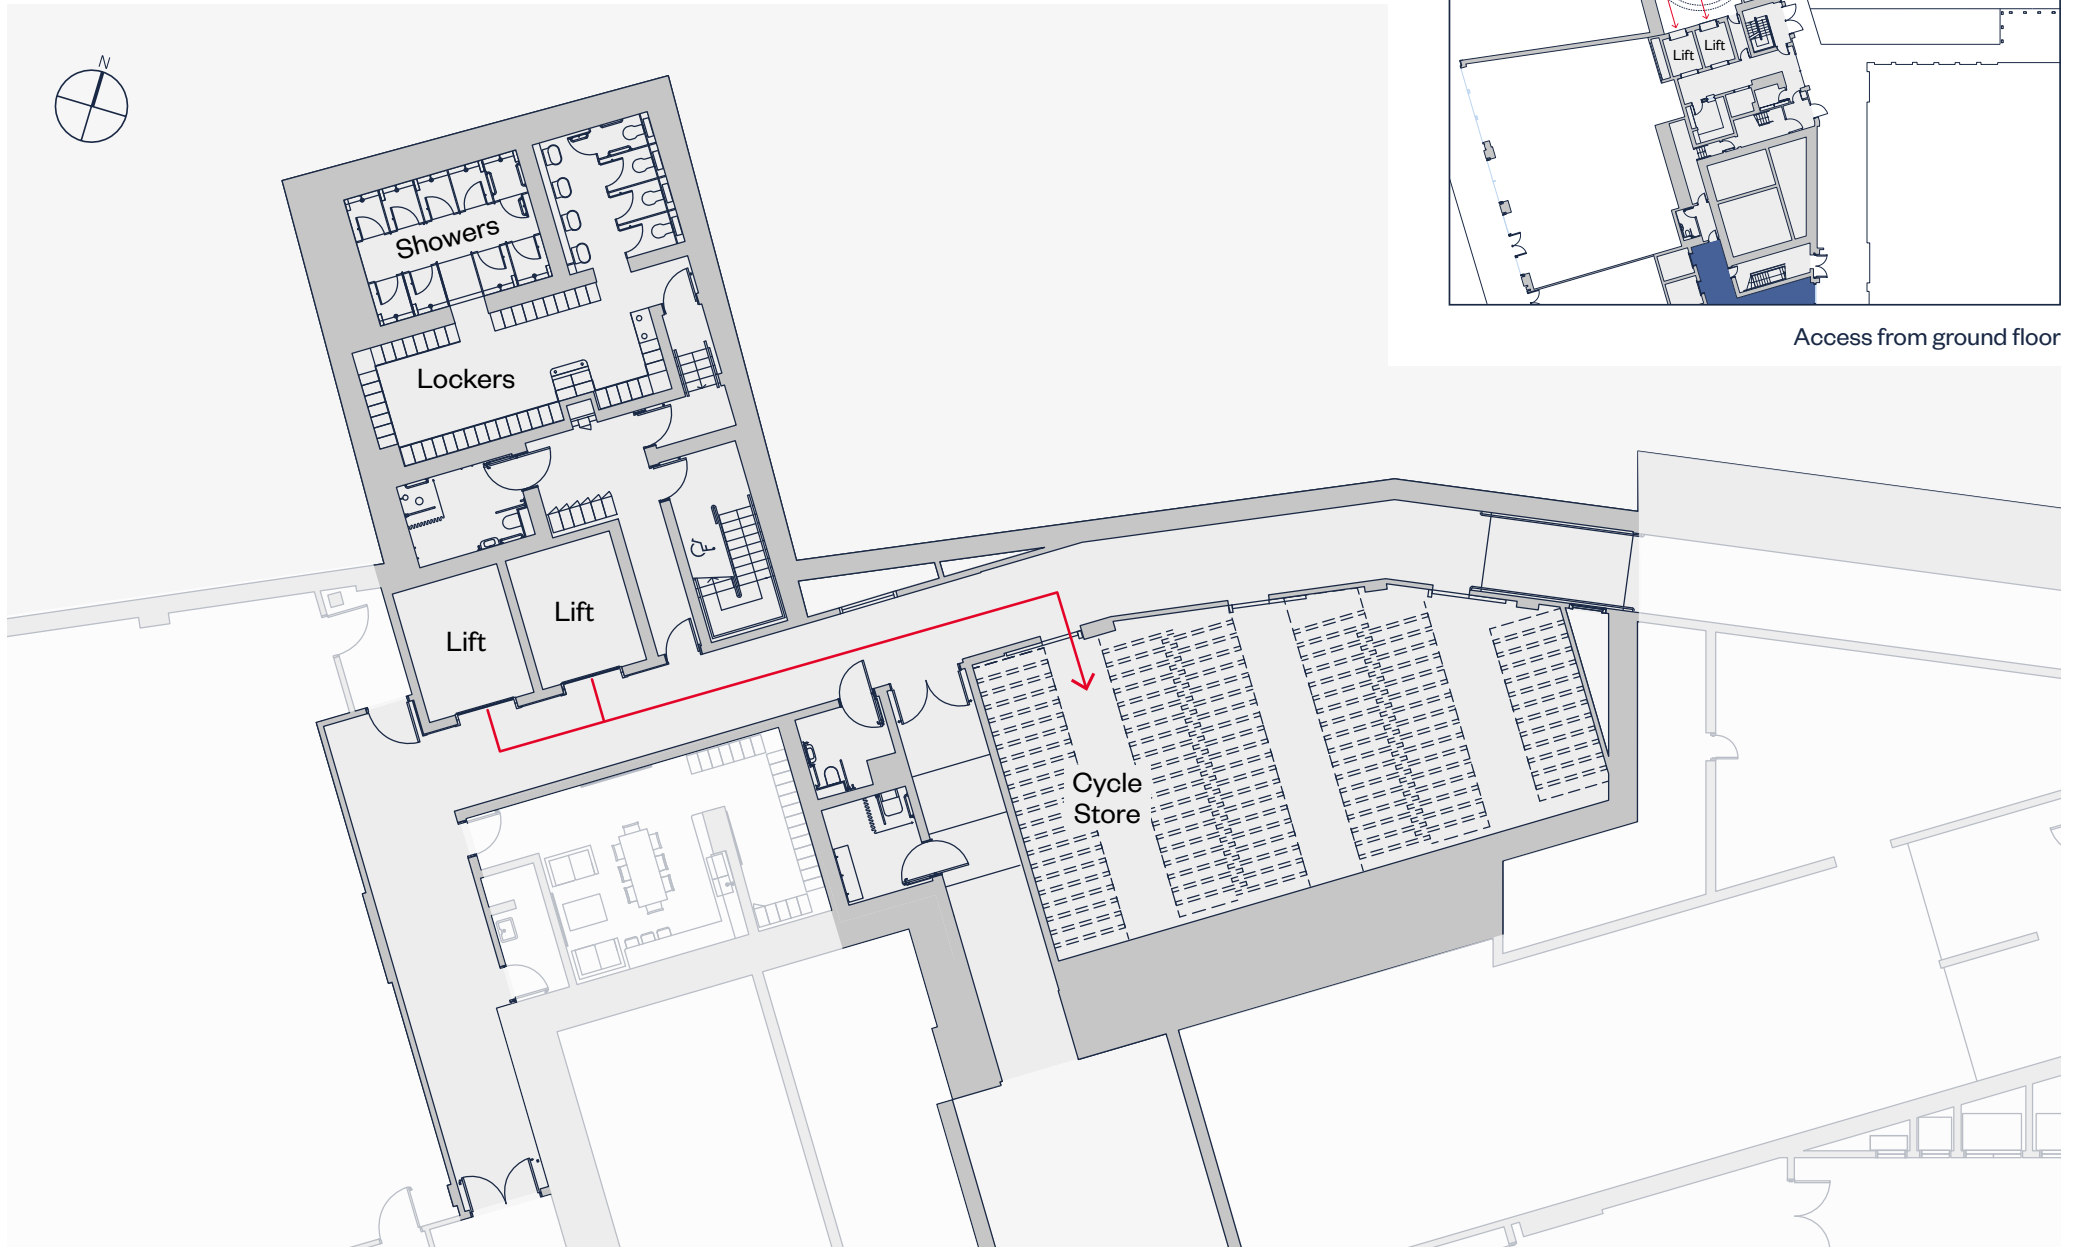 N
Lift
Lift
Access from ground floor
Showers
Lockers
Lift
Lift
Cycle
Store